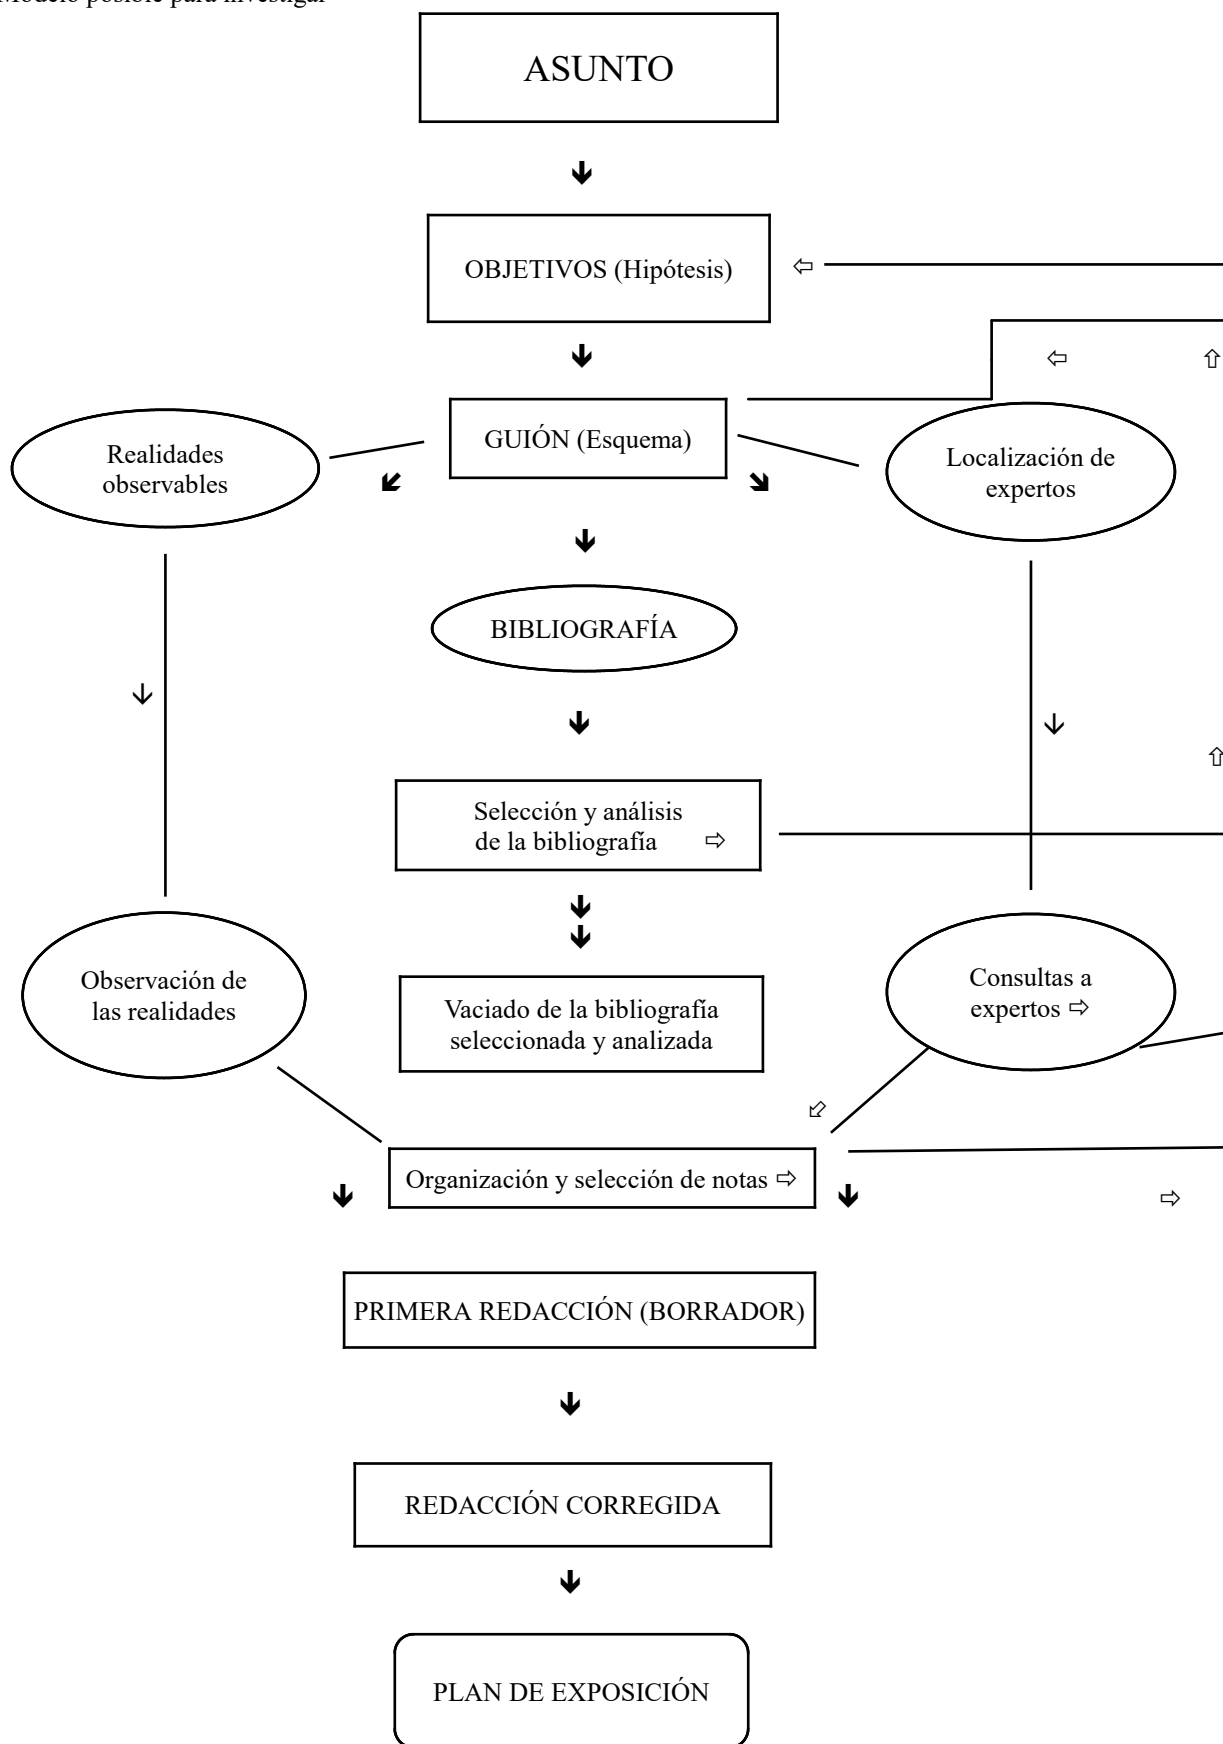 Modelo posible para investigar
ASUNTO
OBJETIVOS (Hipótesis)
GUIÓN (Esquema)
Realidades
observables
Localización de
expertos
BIBLIOGRAFÍA
Selección y análisis
de la bibliografía
Observación de
las realidades
Vaciado de la bibliografía
seleccionada y analizada
Consultas a
expertos
Organización y selección de notas
PRIMERA REDACCIÓN (BORRADOR)
REDACCIÓN CORREGIDA
PLAN DE EXPOSICIÓN